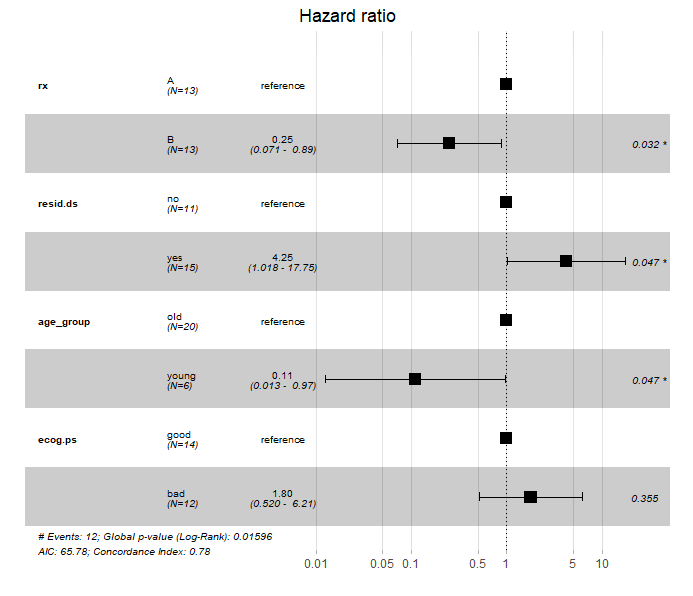 Hazard ratio
rx A reference
(N=13)
B 0.25
(N=13) (0.071 - 0.89) 0.032 *
resid.ds no reference
(N=11)
yes 4.25
(N=15) (1.018 - 17.75) 0.047 *
age_group old reference
(N=20)
young 0.11
(N=6) (0.013 - 0.97) 0.047 *
ecog.ps good reference
(N=14)
bad 1.80
(N=12) (0.520 - 6.21) 0.355
# Events: 12; Global p-value (Log-Rank): 0.01596
AIC: 65.78; Concordance Index: 0.78
0.01 0.05 0.1 0.5 1 5 10